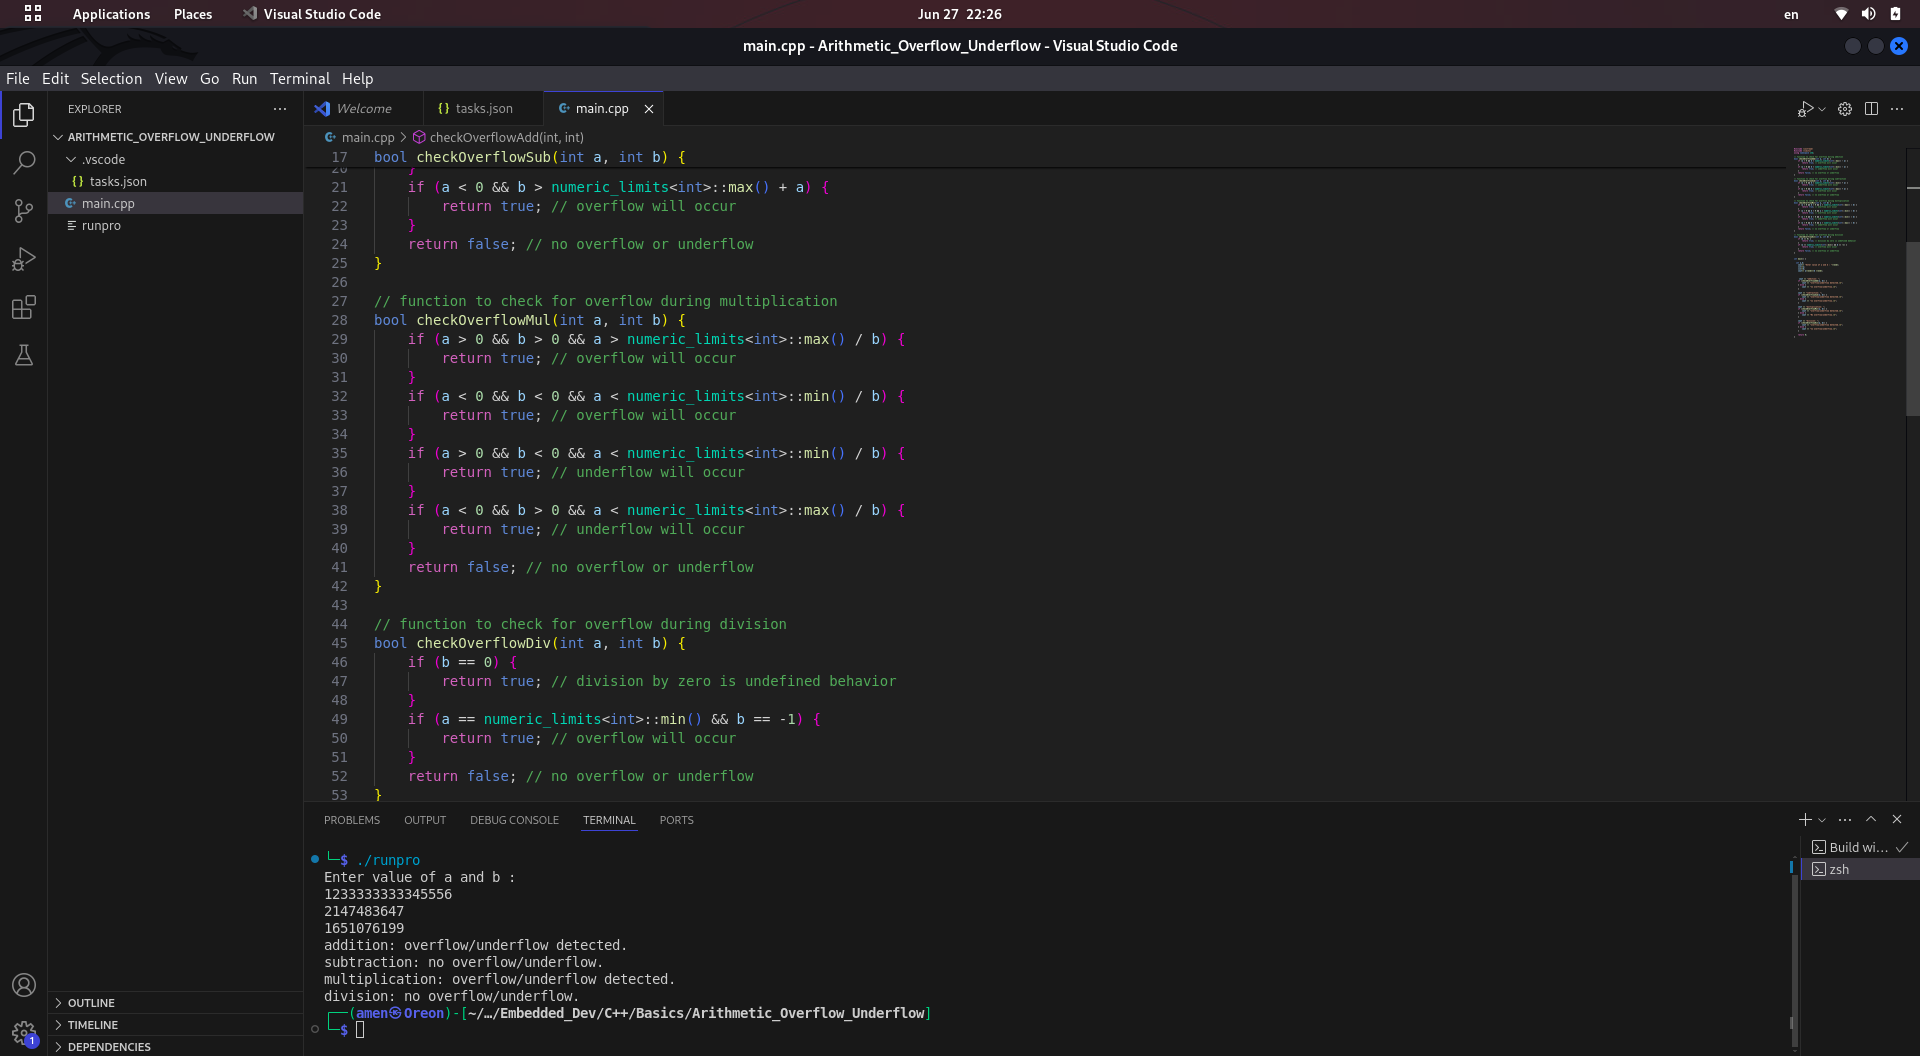 Applications Places Visual Studio Code Jun 27 22:26 en
main.cpp - Arithmetic_Overflow_Underflow - Visual Studio Code
File Edit Selection View Go Run Terminal Help
EXPLORER
ARITHMETIC_OVERFLOW_UNDERFLOW
.vscode
tasks.json
main.cpp
runpro
OUTLINE
TIMELINE
DEPENDENCIES
1
Welcome tasks.json main.cpp
main.cpp > checkOverflowAdd(int, int)
17 bool checkOverflowSub(int a, int b) {
20 }
21 if (a < 0 && b > numeric_limits<int>::max() + a) {
22 return true; // overflow will occur
23 }
24 return false; // no overflow or underflow
25 }
26
27 // function to check for overflow during multiplication
28 bool checkOverflowMul(int a, int b) {
29 if (a > 0 && b > 0 && a > numeric_limits<int>::max() / b) {
30 return true; // overflow will occur
31 }
32 if (a < 0 && b < 0 && a < numeric_limits<int>::min() / b) {
33 return true; // overflow will occur
34 }
35 if (a > 0 && b < 0 && a < numeric_limits<int>::min() / b) {
36 return true; // underflow will occur
37 }
38 if (a < 0 && b > 0 && a < numeric_limits<int>::max() / b) {
39 return true; // underflow will occur
40 }
41 return false; // no overflow or underflow
42 }
43
44 // function to check for overflow during division
45 bool checkOverflowDiv(int a, int b) {
46 if (b == 0) {
47 return true; // division by zero is undefined behavior
48 }
49 if (a == numeric_limits<int>::min() && b == -1) {
50 return true; // overflow will occur
51 }
52 return false; // no overflow or underflow
53 }
PROBLEMS OUTPUT DEBUG CONSOLE TERMINAL PORTS
└─$ ./runpro
Enter value of a and b :
1233333333345556
2147483647
1651076199
addition: overflow/underflow detected.
subtraction: no overflow/underflow.
multiplication: overflow/underflow detected.
division: no overflow/underflow.
┌──(amen㉿Oreon)-[~/…/Embedded_Dev/C++/Basics/Arithmetic_Overflow_Underflow]
└─$
Build wi...
zsh